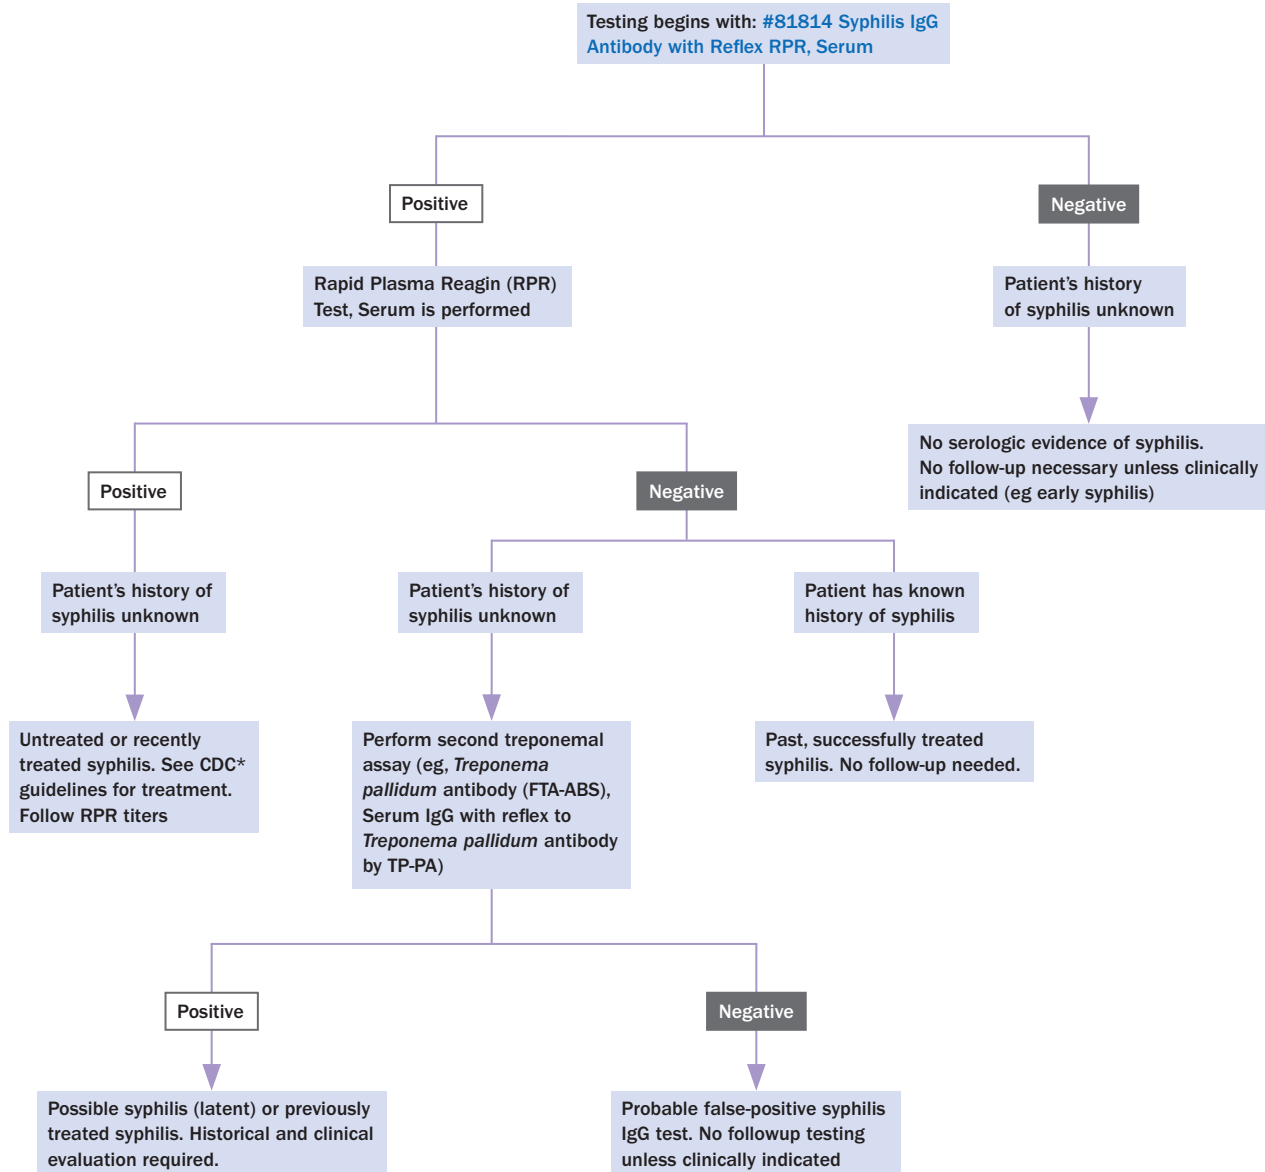 Testing begins with: #81814 Syphilis IgG
Antibody with Reflex RPR, Serum
Positive
Negative
Rapid Plasma Reagin (RPR)
Test, Serum is performed
Patient's history
of syphilis unknown
No serologic evidence of syphilis.
No follow-up necessary unless clinically
indicated (eg early syphilis)
Positive
Negative
Patient's history of
syphilis unknown
Patient's history of
syphilis unknown
Patient has known
history of syphilis
Untreated or recently
treated syphilis. See CDC*
guidelines for treatment.
Follow RPR titers
Perform second treponemal
assay (eg, Treponema
pallidum antibody (FTA-ABS),
Serum IgG with reflex to
Treponema pallidum antibody
by TP-PA)
Past, successfully treated
syphilis. No follow-up needed.
Positive
Negative
Possible syphilis (latent) or previously
treated syphilis. Historical and clinical
evaluation required.
Probable false-positive syphilis
IgG test. No followup testing
unless clinically indicated